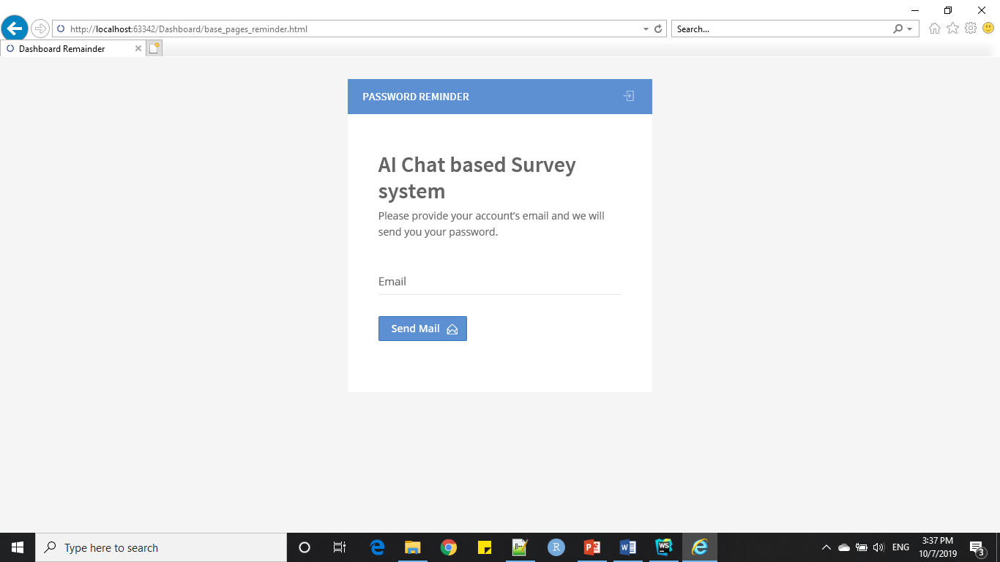 http://localhost:63342/Dashboard/base_pages_reminder.html
Search...
Dashboard Remainder
PASSWORD REMINDER
AI Chat based Survey
system
Please provide your account’s email and we will
send you your password.
Email
Send Mail
Type here to search
N++
R
P
W
WS
ENG
3:37 PM
10/7/2019
3